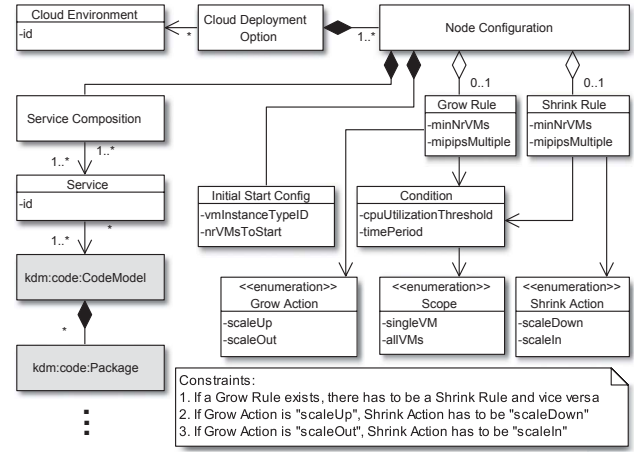 Cloud Environment
-id
*
Cloud Deployment
Option
1..*
Node Configuration
0..1
0..1
Service Composition
1..*
1..*
Grow Rule
-minNrVMs
-mipipsMultiple
Shrink Rule
-minNrVMs
-mipipsMultiple
Service
-id
1..*
*
Initial Start Config
-vmInstanceTypeID
-nrVMsToStart
Condition
-cpuUtilizationThreshold
-timePeriod
kdm:code:CodeModel
*
kdm:code:Package
<<enumeration>>
Grow Action
-scaleUp
-scaleOut
<<enumeration>>
Scope
-singleVM
-allVMs
<<enumeration>>
Shrink Action
-scaleDown
-scaleIn
Constraints:
1. If a Grow Rule exists, there has to be a Shrink Rule and vice versa
2. If Grow Action is "scaleUp", Shrink Action has to be "scaleDown"
3. If Grow Action is "scaleOut", Shrink Action has to be "scaleIn"